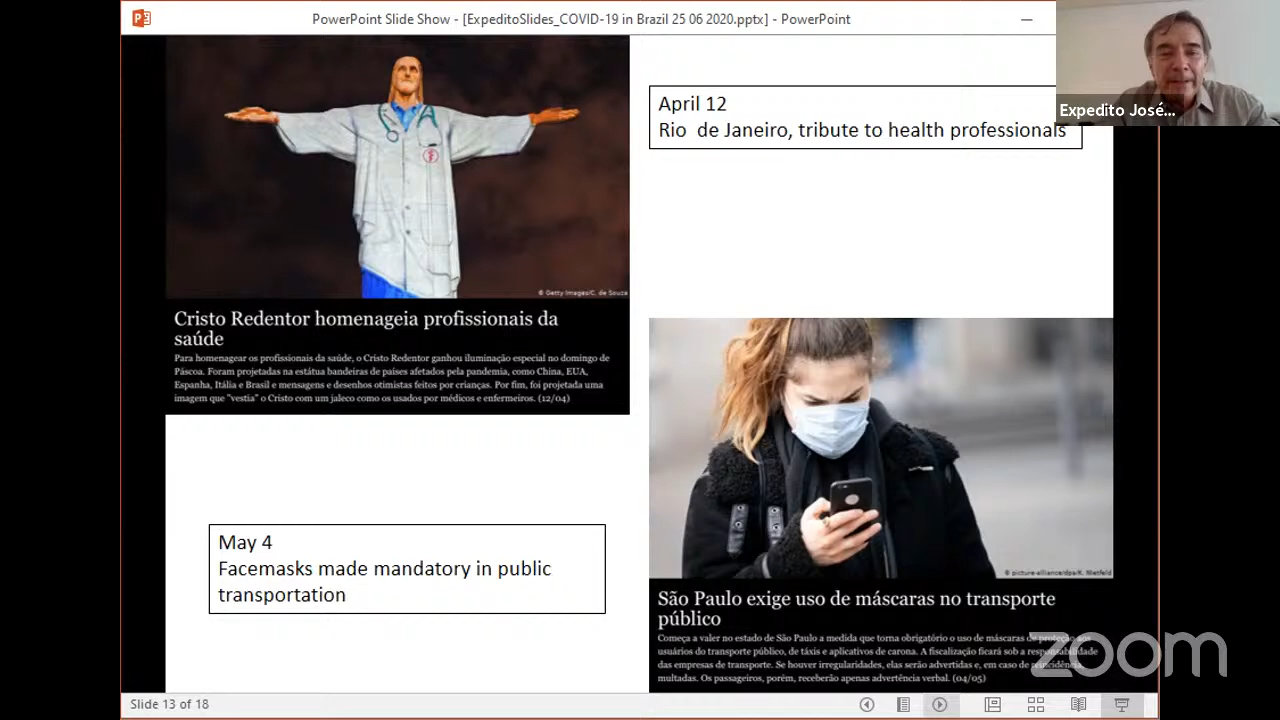 PowerPoint Slide Show - [ExpeditoSlides_COVID-19 in Brazil 25 06 2020.pptx] - PowerPoint
Expedito José...
April 12
Rio de Janeiro, tribute to health professionals
© Getty Images/C. de Souza
Cristo Redentor homenageia profissionais da
saúde
Para homenagear os profissionais da saúde, o Cristo Redentor ganhou iluminação especial no domingo de
Páscoa. Foram projetadas na estátua bandeiras de países afetados pela pandemia, como China, EUA,
Espanha, Itália e Brasil e mensagens e desenhos otimistas feitos por crianças. Por fim, foi projetada uma
imagem que "vestia" o Cristo com um jaleco como os usados por médicos e enfermeiros. (12/04)
May 4
Facemasks made mandatory in public
transportation
© picture-alliance/dpa/K. Nietfeld
São Paulo exige uso de máscaras no transporte
público
Começa a valer no estado de São Paulo a medida que torna obrigatório o uso de máscaras de proteção aos
usuários do transporte público, de táxis e aplicativos de carona. A fiscalização ficará sob a responsabilidade
das empresas de transporte. Se houver irregularidades, elas serão advertidas e, em caso de reincidência,
multadas. Os passageiros, porém, receberão apenas advertência verbal. (04/05)
zoom
Slide 13 of 18